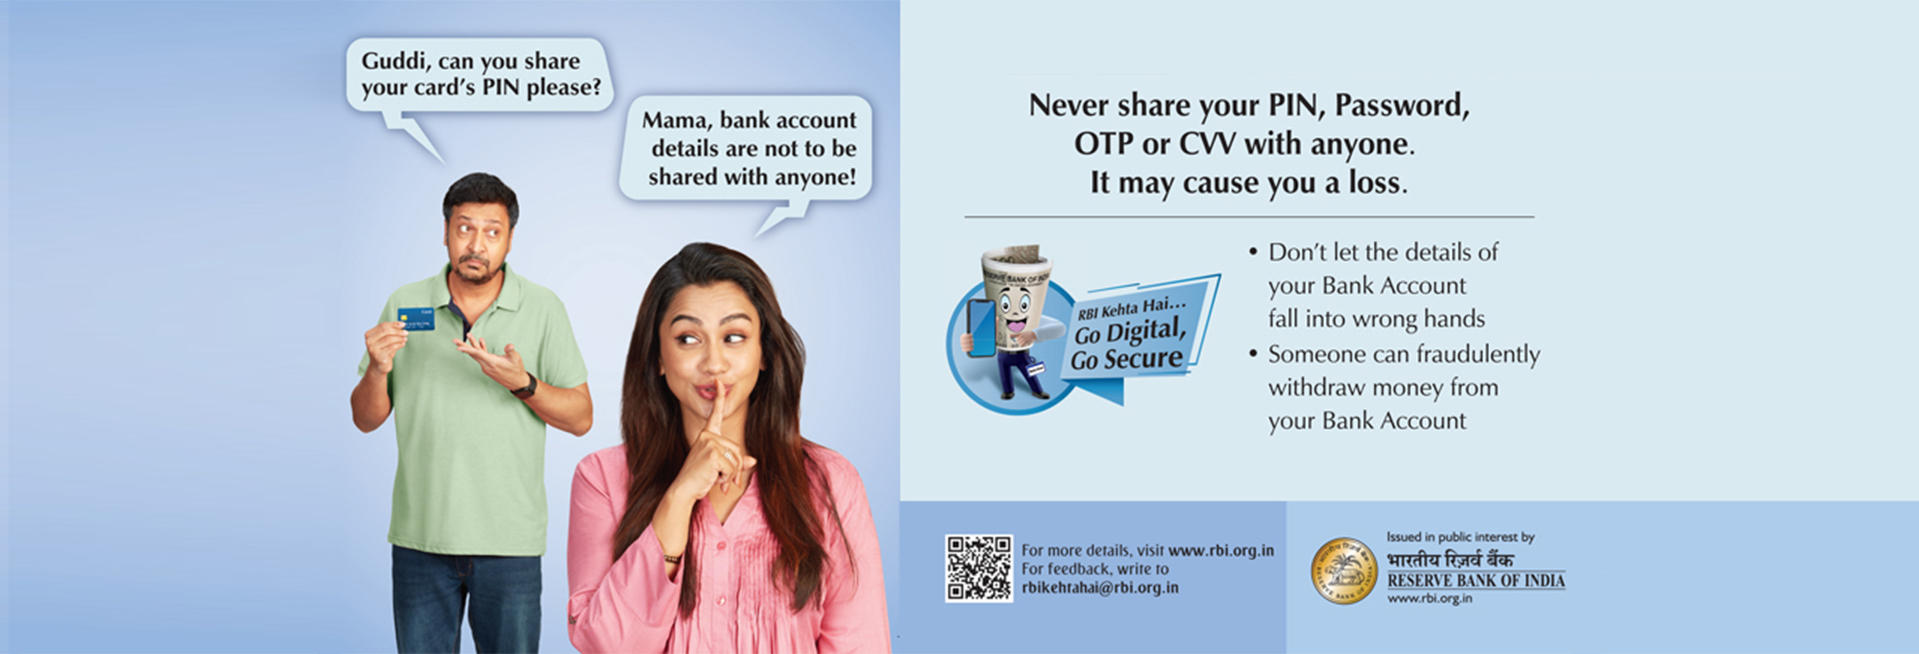 Guddi, can you share
your card's PIN please?
Mama, bank account
details are not to be
shared with anyone!
Never share your PIN, Password,
OTP or CVV with anyone.
It may cause you a loss.
RBI Kehta Hai...
Go Digital,
Go Secure
• Don't let the details of
your Bank Account
fall into wrong hands
• Someone can fraudulently
withdraw money from
your Bank Account
For more details, visit www.rbi.org.in
For feedback, write to
rbikehtahai@rbi.org.in
Issued in public interest by
भारतीय रिज़र्व बैंक
RESERVE BANK OF INDIA
www.rbi.org.in